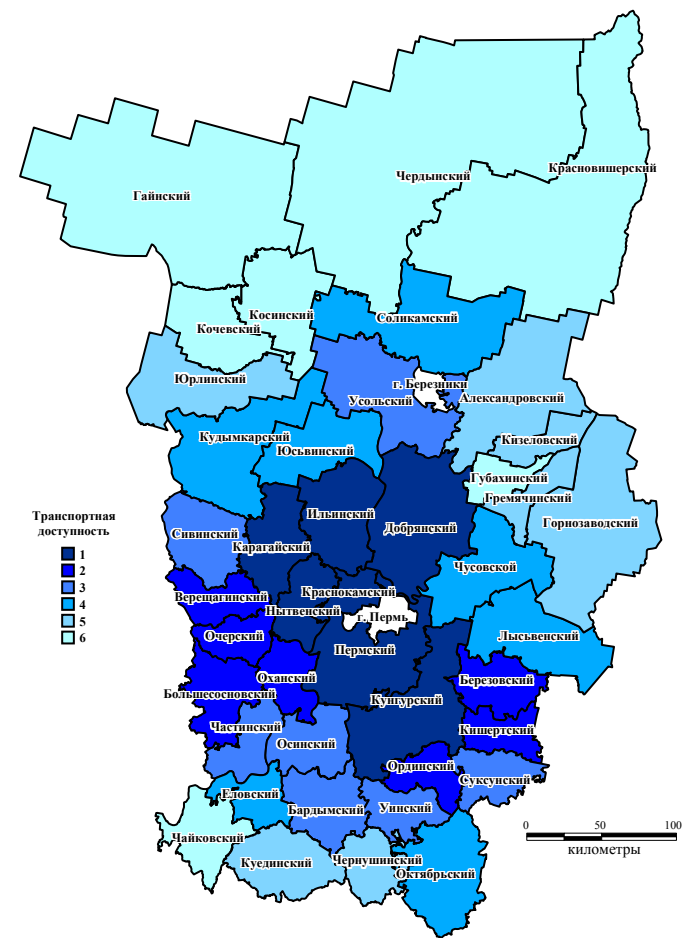 Красновишерский
Чердынский
Гайнский
Косинский
Соликамский
Кочевский
Юрлинский
г. Березники
Александровский
Усольский
Кудымкарский
Кизеловский
Юсьвинский
Губахинский
Гремячинский
Ильинский
Горнозаводский
Добрянский
Сивинский
Карагайский
Транспортная
доступность
1
2
3
4
5
6
Чусовской
Краснокамский
Верещагинский
Нытвенский
г. Пермь
Очерский
Лысьвенский
Пермский
Оханский
Березовский
Большесосновский
Кунгурский
Частинский
Кишертский
Осинский
Ординский
Суксунский
Еловский
Уинский
Бардымский
0 50 100
километры
Чайковский
Куединский
Чернушинский
Октябрьский